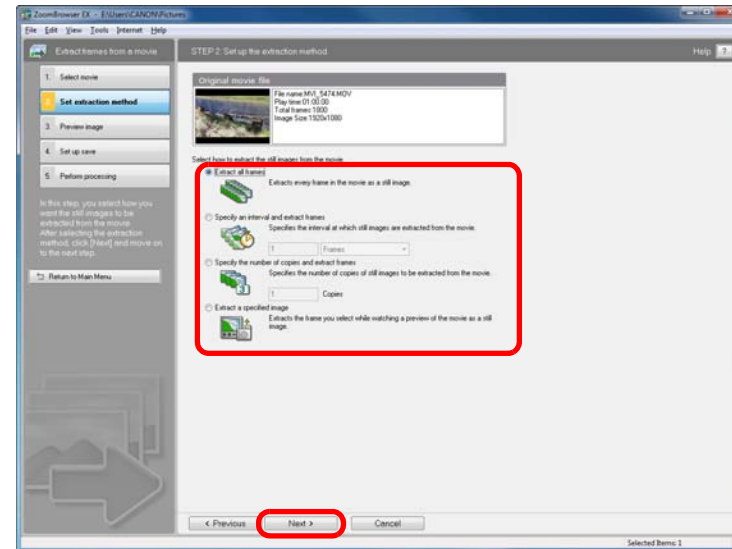 ZoomBrowser EX - E:\Users\CANON\Pictures
File Edit View Tools Internet Help
Extract frames from a movie
STEP 2: Set up the extraction method
Help ?
1. Select movie
2. Set extraction method
3. Preview image
4. Set up save
5. Perform processing
In this step, you select how you
want the still images to be
extracted from the movie
After selecting the extraction
method, click [Next] and move on
to the next step.
Return to Main Menu
Original movie file
File name:MVI_5474.MOV
Play time:01:00:00
Total frames:1800
Image Size:1920x1080
Select how to extract the still images from the movie.
Extract all frames
Extracts every frame in the movie as a still image.
Specify an interval and extract frames
Specifies the interval at which still images are extracted from the movie.
1 Frames
Specify the number of copies and extract frames
Specifies the number of copies of still images to be extracted from the movie.
1 Copies
Extract a specified image
Extracts the frame you select while watching a preview of the movie as a still
image.
< Previous Next > Cancel
Selected Items: 1